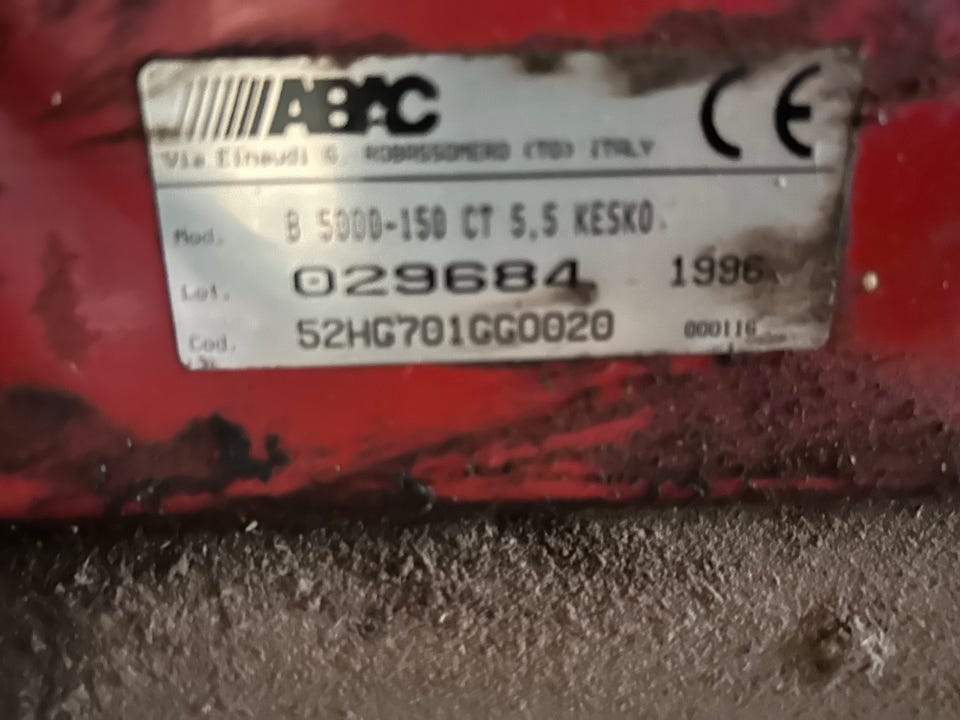 ABAC CE
Via Einaudi 6, ROBASSOMERO (TO) ITALY
Mod. B 5000-150 CT 5,5 KESKO.
Lot. 029684 1996
Cod. 52HG701GGO020 000116